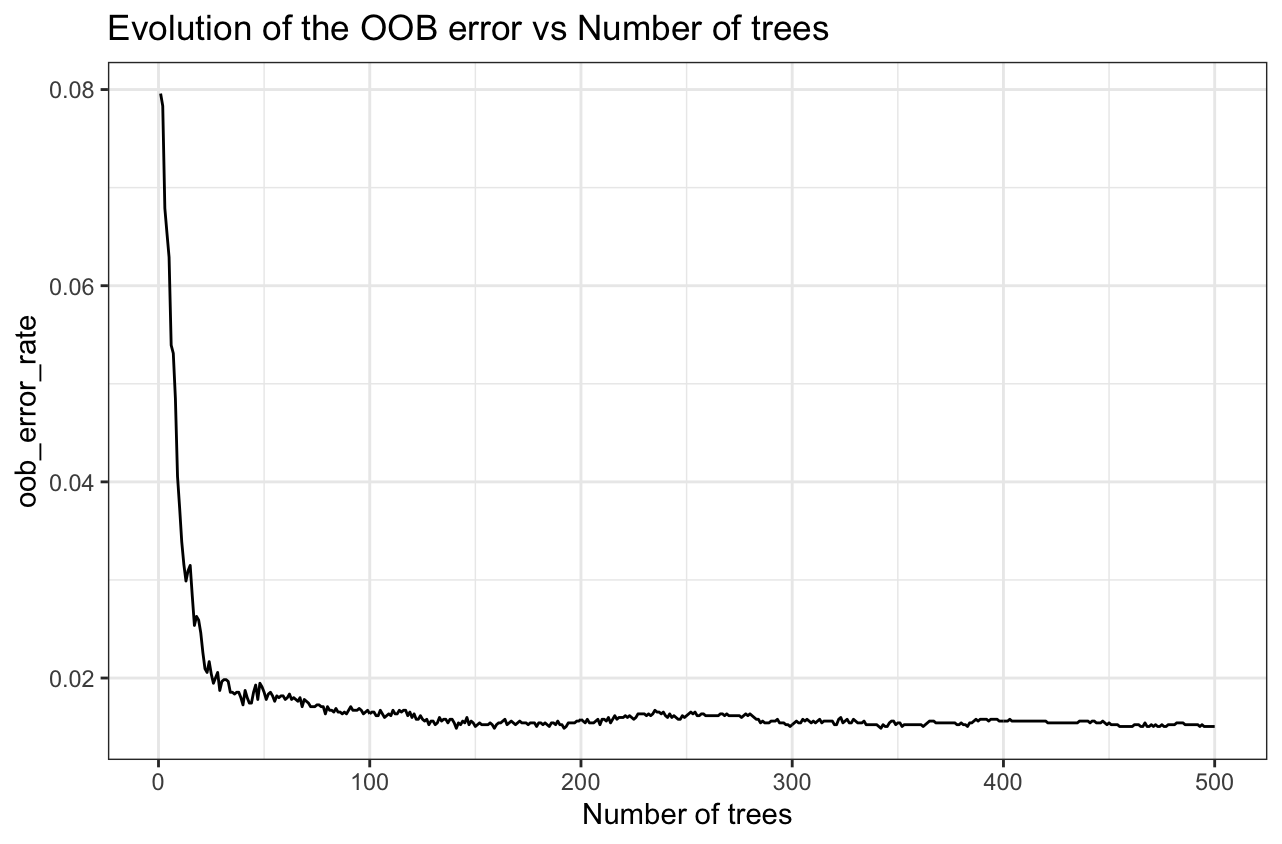 Evolution of the OOB error vs Number of trees
0.08
0.06
0.04
0.02
oob_error_rate
0 100 200 300 400 500
Number of trees